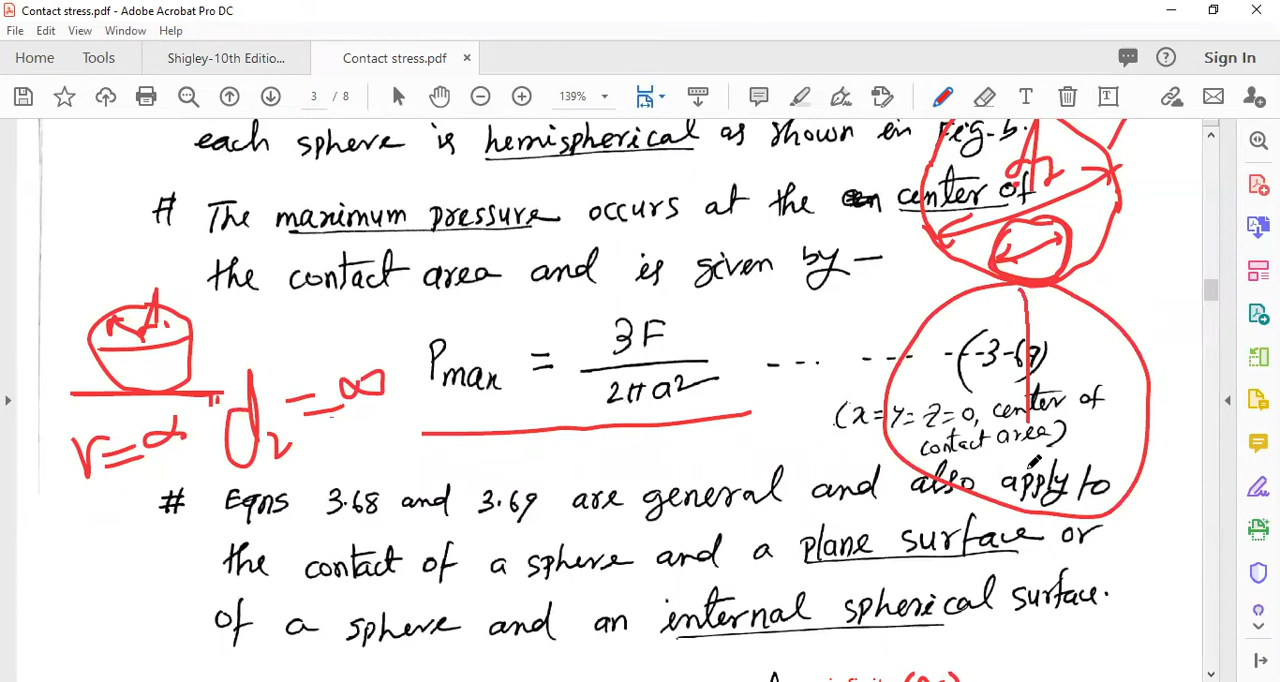 Contact stress.pdf - Adobe Acrobat Pro DC
File Edit View Window Help
Home Tools Shigley-10th Editio... Contact stress.pdf ×
Sign In
3 / 8 139%
each sphere is hemispherical as shown in Fig-b.
# The maximum pressure occurs at the center of
the contact area and is given by—
Pmax = 3F / 2πa² ---- ---- (-3-69)
(x=y=z=0, center of
contact area)
d₂
d₁
r=α
d₂ = ∞
# Eqns 3.68 and 3.69 are general and also apply to
the contact of a sphere and a plane surface or
of a sphere and an internal spherical surface.